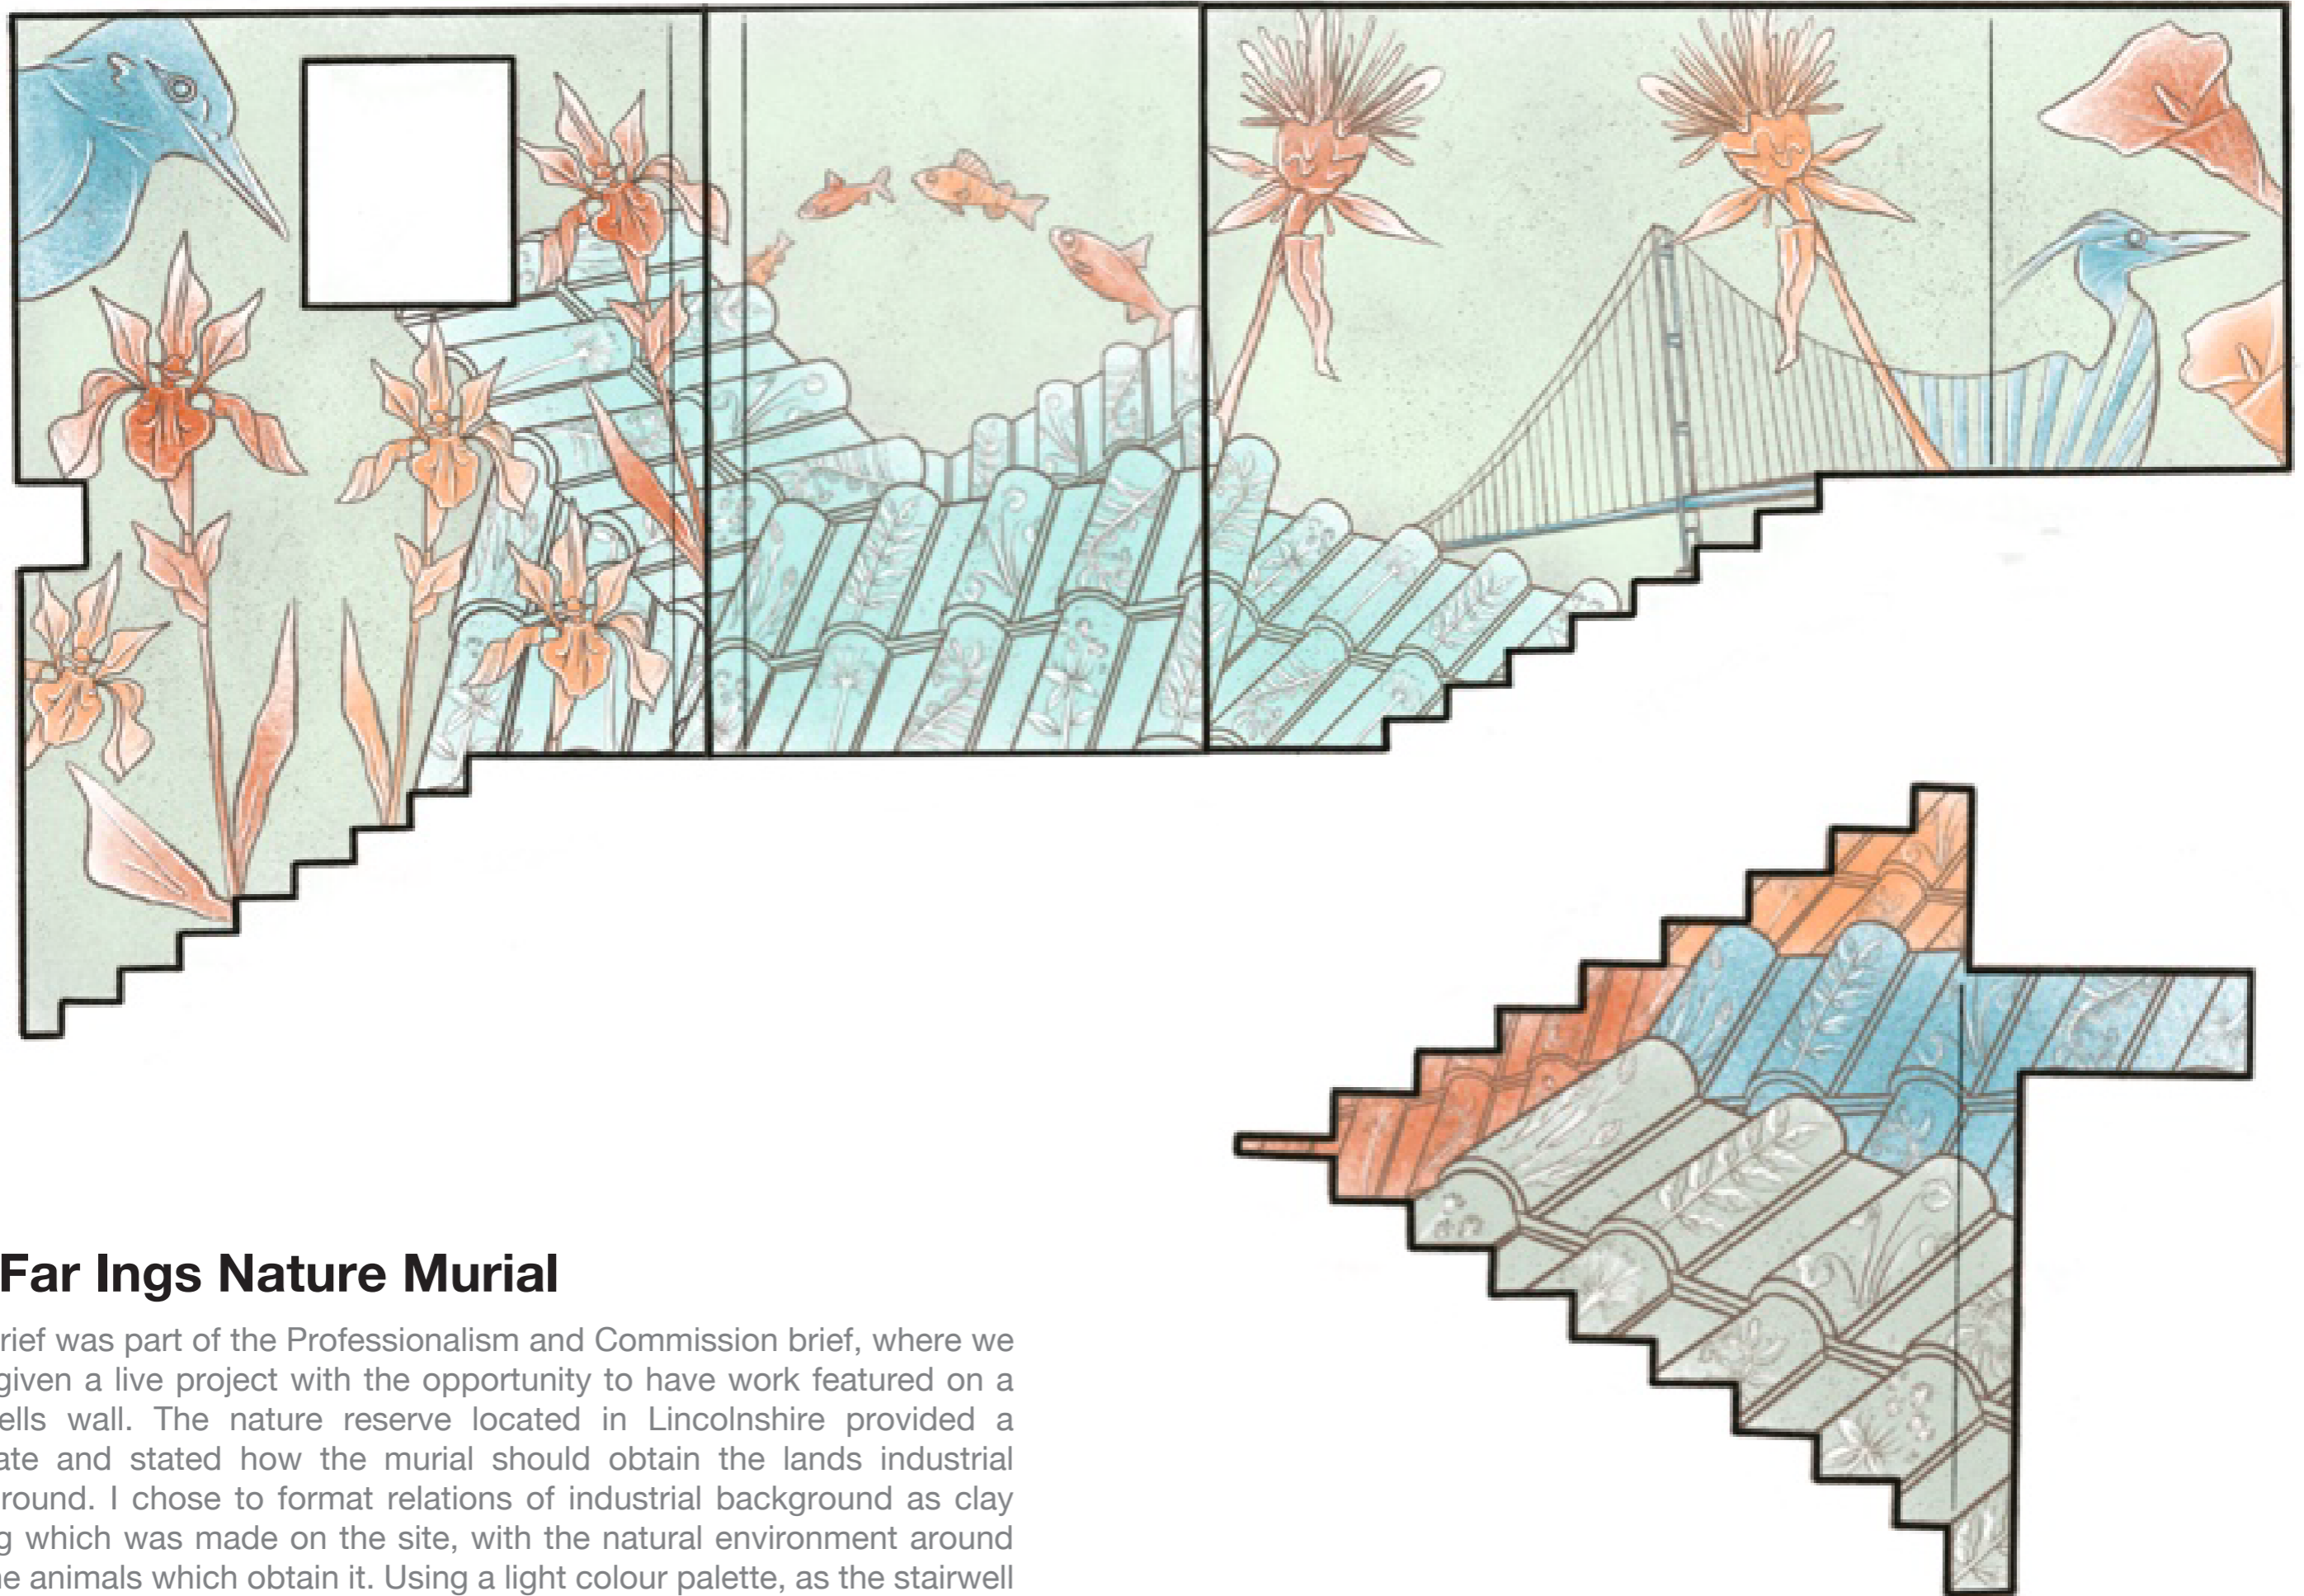 Far Ings Nature Murial
rief was part of the Professionalism and Commission brief, where we
given a live project with the opportunity to have work featured on a
ells wall. The nature reserve located in Lincolnshire provided a
ate and stated how the murial should obtain the lands industrial
round. I chose to format relations of industrial background as clay
g which was made on the site, with the natural environment around
ne animals which obtain it. Using a light colour palette, as the stairwell